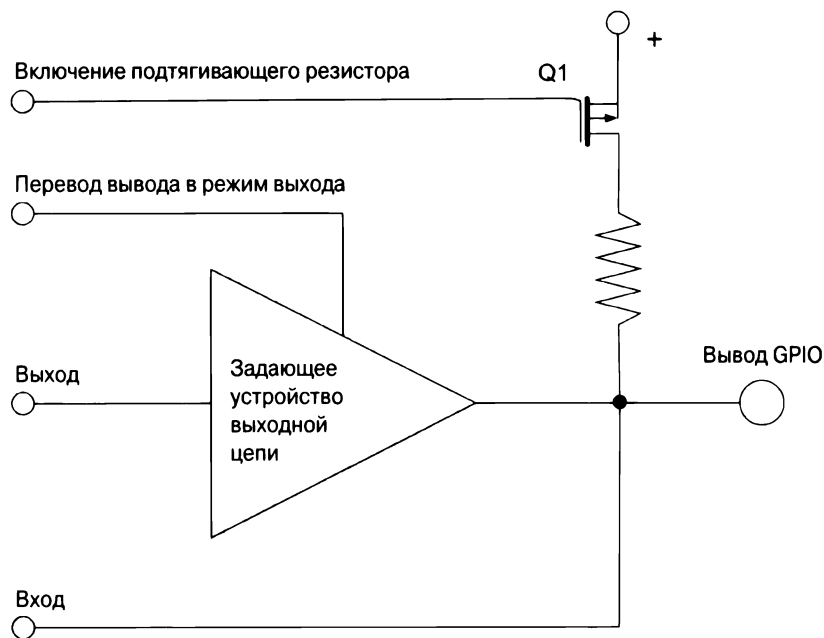 +
Включение подтягивающего резистора
Q1
Перевод вывода в режим выхода
Вывод GPIO
Выход
Задающее
устройство
выходной
цепи
Вход